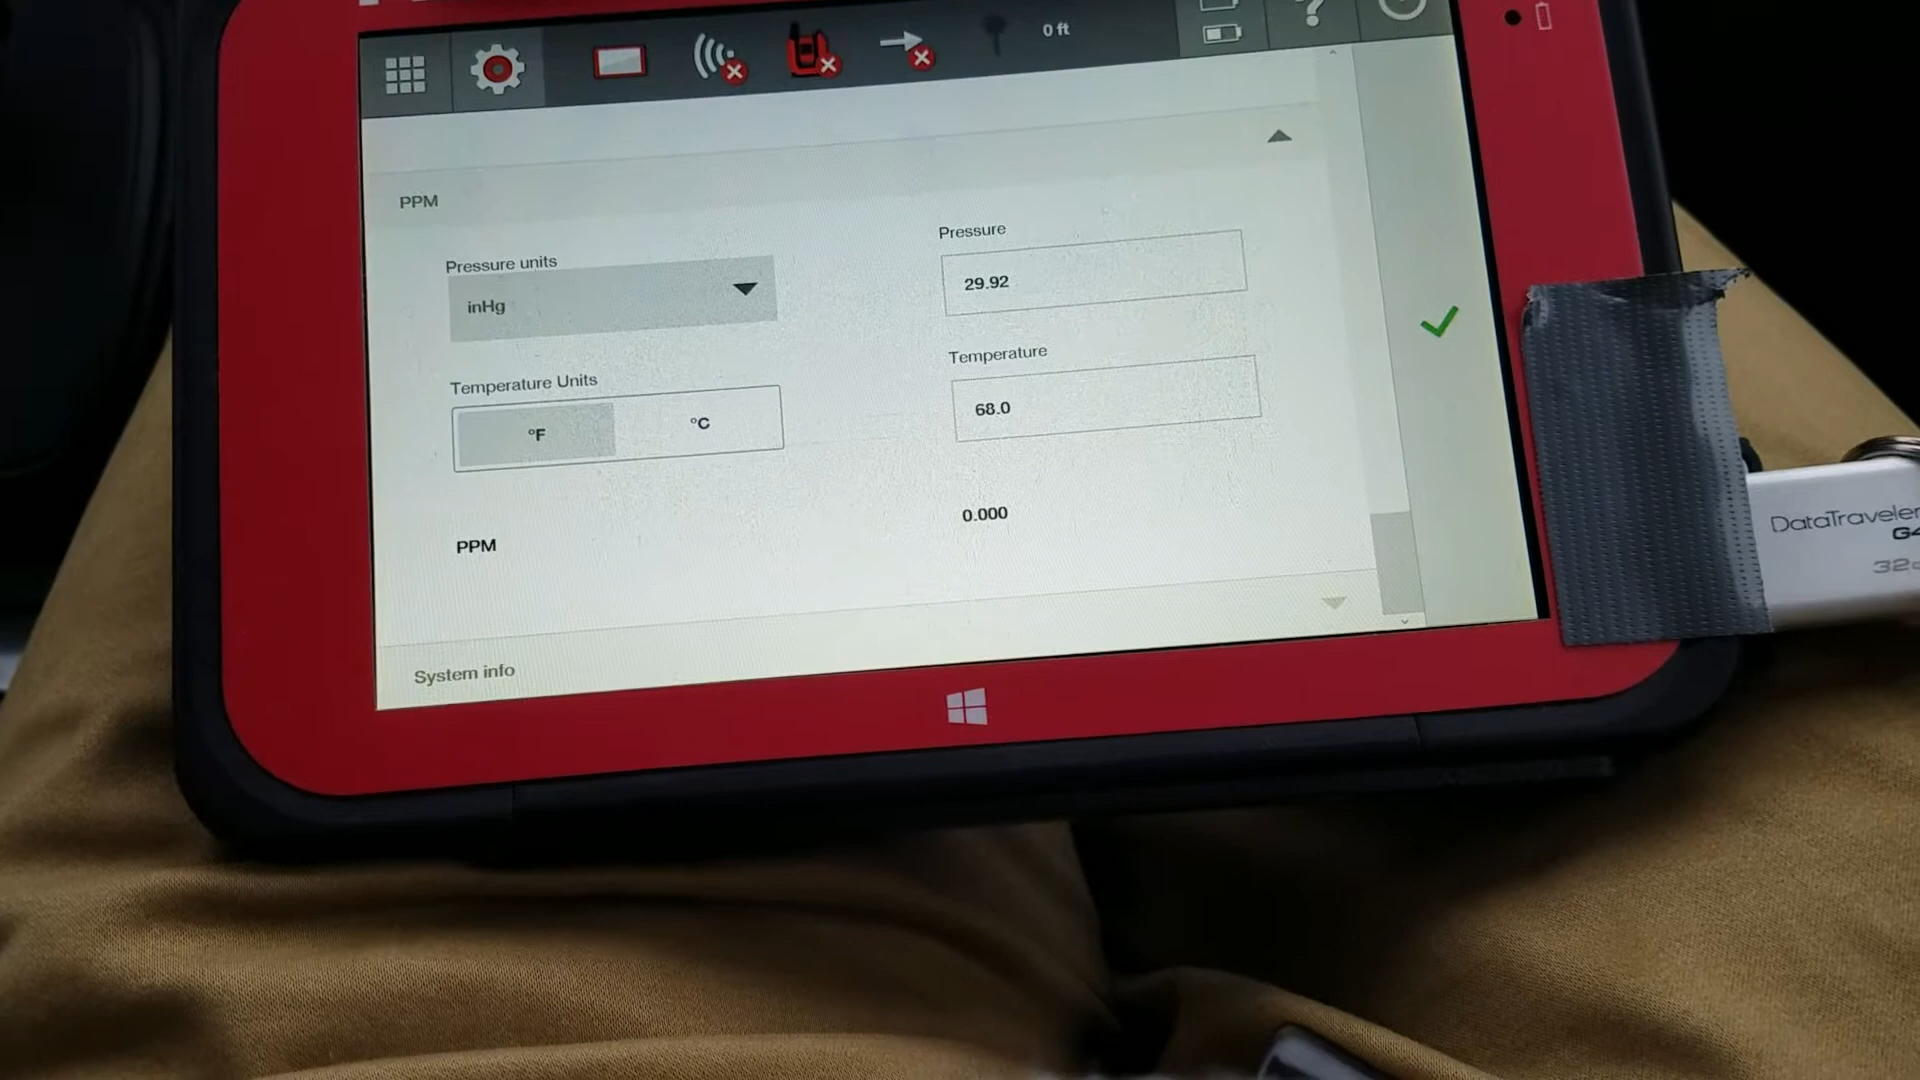 0 ft
?
PPM
Pressure units
inHg
Pressure
29.92
Temperature Units
°F
°C
Temperature
68.0
PPM
0.000
System info
DataTraveler
G4
32